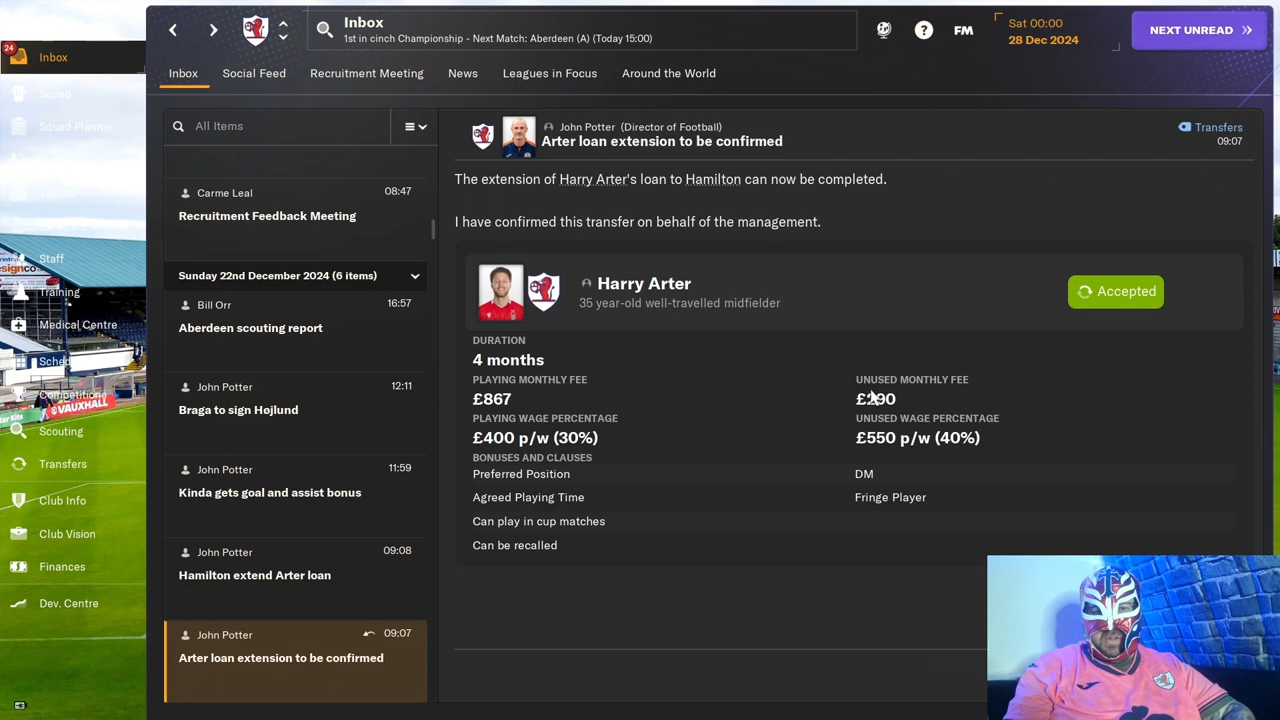 Inbox
1st in cinch Championship - Next Match: Aberdeen (A) (Today 15:00)
FM
Sat 00:00
28 Dec 2024
NEXT UNREAD
24
Inbox
Squad
Squad Planner
Staff
Training
Medical Centre
Sched
Competitions
VAUXHALL
Scouting
Transfers
Club Info
Club Vision
Finances
Dev. Centre
Inbox
Social Feed
Recruitment Meeting
News
Leagues in Focus
Around the World
All Items
Carme Leal
08:47
Recruitment Feedback Meeting
Sunday 22nd December 2024 (6 items)
Bill Orr
16:57
Aberdeen scouting report
John Potter
12:11
Braga to sign Højlund
John Potter
11:59
Kinda gets goal and assist bonus
John Potter
09:08
Hamilton extend Arter loan
John Potter
09:07
Arter loan extension to be confirmed
John Potter (Director of Football)
Arter loan extension to be confirmed
Transfers
09:07
The extension of Harry Arter's loan to Hamilton can now be completed.
I have confirmed this transfer on behalf of the management.
Harry Arter
35 year-old well-travelled midfielder
Accepted
DURATION
4 months
PLAYING MONTHLY FEE
UNUSED MONTHLY FEE
£867
£290
PLAYING WAGE PERCENTAGE
UNUSED WAGE PERCENTAGE
£400 p/w (30%)
£550 p/w (40%)
BONUSES AND CLAUSES
Preferred Position
DM
Agreed Playing Time
Fringe Player
Can play in cup matches
Can be recalled